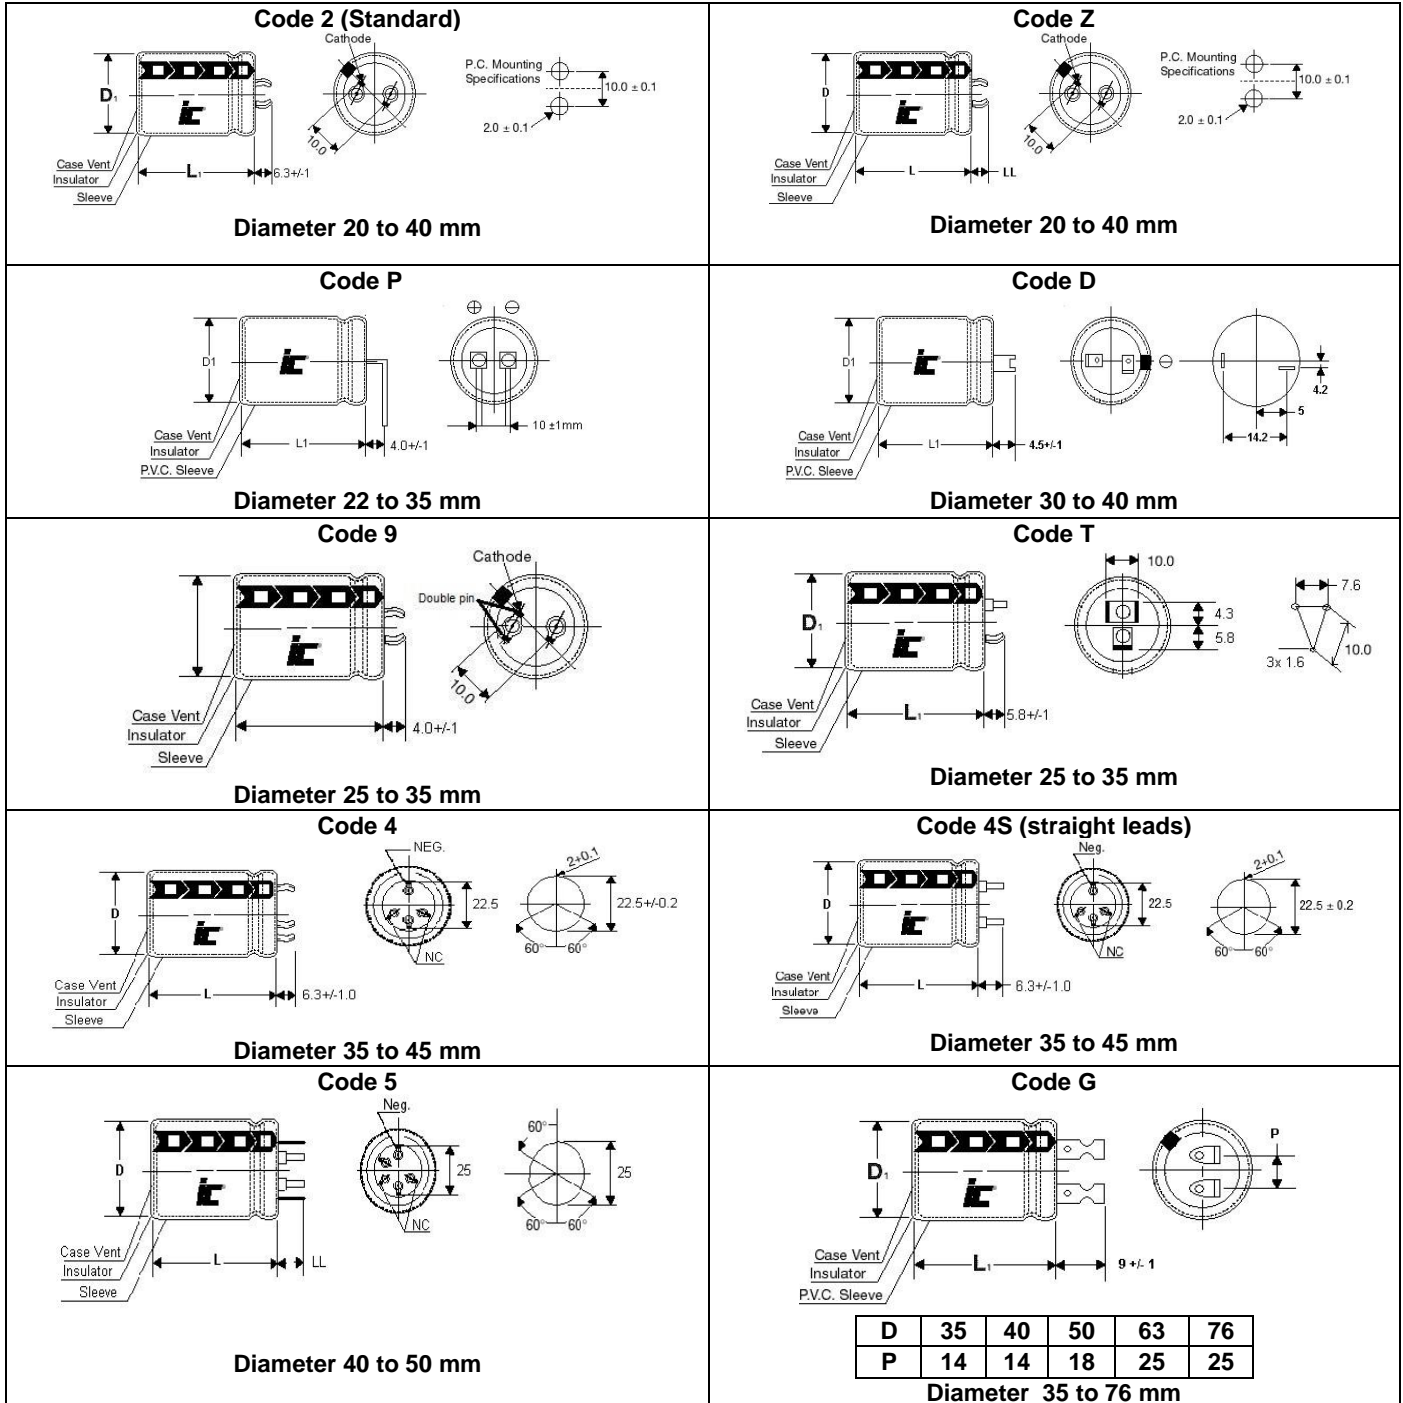 Code 2 (Standard)
Cathode
P.C. Mounting
Specifications
10.0 ± 0.1
2.0 ± 0.1
D1
ic
10.0
Case Vent
Insulator
Sleeve
L1
6.3+/-1
Diameter 20 to 40 mm
Code Z
Cathode
P.C. Mounting
Specifications
10.0 ± 0.1
2.0 ± 0.1
D
ic
10.0
Case Vent
Insulator
Sleeve
L
LL
Diameter 20 to 40 mm
Code P
D1
ic
10 ±1mm
Case Vent
Insulator
P.V.C. Sleeve
L1
4.0+/-1
Diameter 22 to 35 mm
Code D
D1
ic
4.2
5
14.2
Case Vent
Insulator
P.V.C. Sleeve
L1
4.5+/-1
Diameter 30 to 40 mm
Code 9
Cathode
Double pin
ic
10.0
Case Vent
Insulator
Sleeve
4.0+/-1
Diameter 25 to 35 mm
Code T
10.0
7.6
4.3
5.8
10.0
3x 1.6
D1
ic
Case Vent
Insulator
Sleeve
L1
5.8+/-1
Diameter 25 to 35 mm
Code 4
NEG.
2+0.1
D
22.5
22.5+/-0.2
ic
60° 60°
NC
Case Vent
Insulator
Sleeve
L
6.3+/-1.0
Diameter 35 to 45 mm
Code 4S (straight leads)
Neg.
2+0.1
D
22.5
22.5 ± 0.2
ic
60° 60°
NC
Case Vent
Insulator
Sleeve
L
6.3+/-1.0
Diameter 35 to 45 mm
Code 5
Neg.
60°
D
25
25
ic
60° 60°
NC
Case Vent
Insulator
Sleeve
L
LL
Diameter 40 to 50 mm
Code G
P
D1
ic
Case Vent
Insulator
P.V.C. Sleeve
L1
9 +/- 1
D 35 40 50 63 76
P 14 14 18 25 25
Diameter 35 to 76 mm